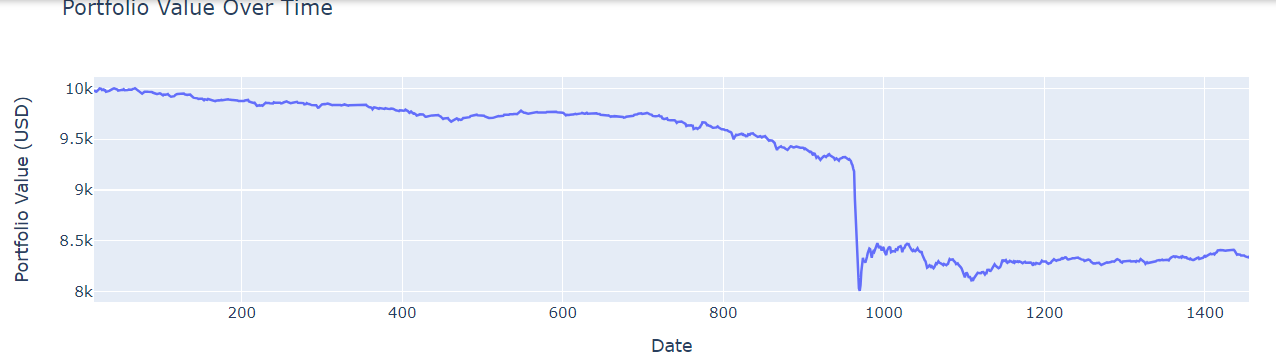 Portfolio Value Over Time
10k
9.5k
9k
8.5k
8k
Portfolio Value (USD)
200 400 600 800 1000 1200 1400
Date